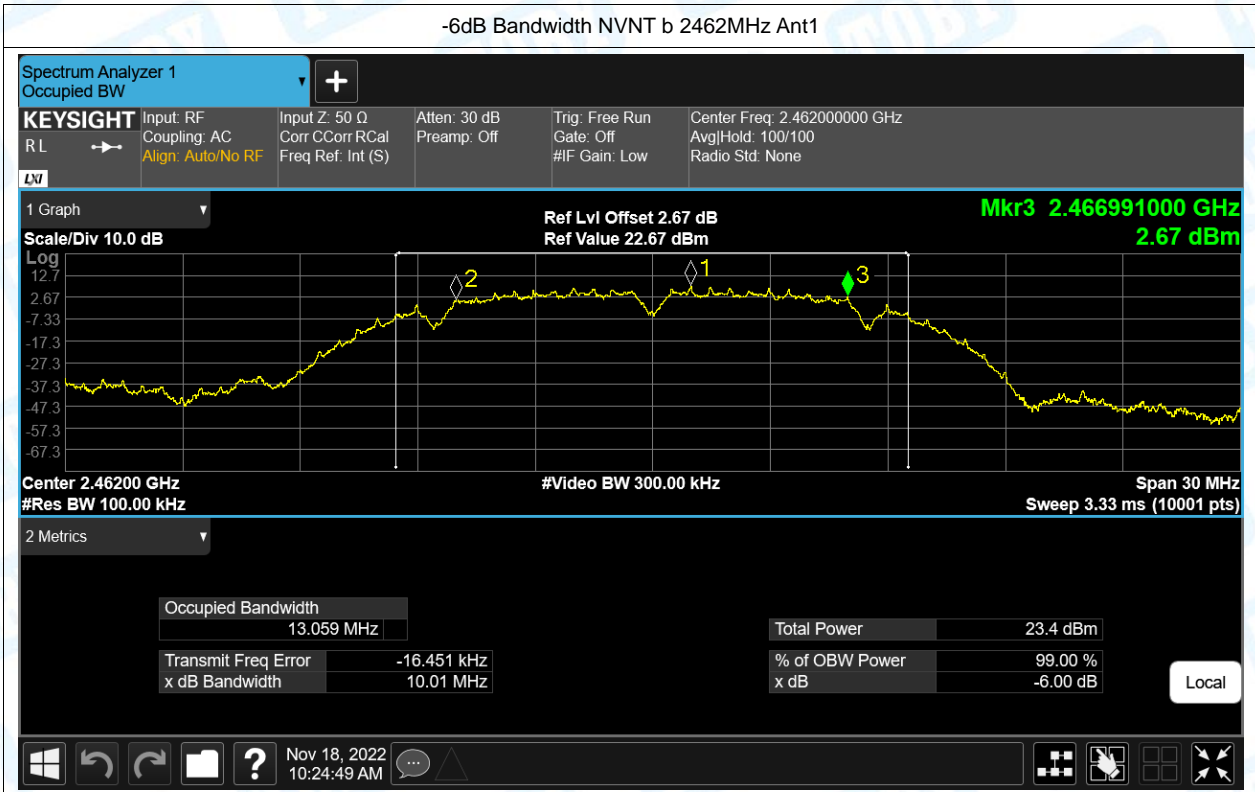 -6dB Bandwidth NVNT b 2462MHz Ant1
Spectrum Analyzer 1
Occupied BW
KEYSIGHT
R L
LXI
Input: RF
Coupling: AC
Align: Auto/No RF
Input Z: 50 Ω
Corr CCorr RCal
Freq Ref: Int (S)
Atten: 30 dB
Preamp: Off
Trig: Free Run
Gate: Off
#IF Gain: Low
Center Freq: 2.462000000 GHz
Avg|Hold: 100/100
Radio Std: None
1 Graph
Scale/Div 10.0 dB
Ref Lvl Offset 2.67 dB
Ref Value 22.67 dBm
Mkr3 2.466991000 GHz
2.67 dBm
Log
12.7
2.67
-7.33
-17.3
-27.3
-37.3
-47.3
-57.3
-67.3
2
1
3
Center 2.46200 GHz
#Video BW 300.00 kHz
Span 30 MHz
#Res BW 100.00 kHz
Sweep 3.33 ms (10001 pts)
2 Metrics
Occupied Bandwidth
13.059 MHz
Total Power 23.4 dBm
Transmit Freq Error -16.451 kHz
% of OBW Power 99.00 %
x dB Bandwidth 10.01 MHz
x dB -6.00 dB
Local
?
Nov 18, 2022
10:24:49 AM